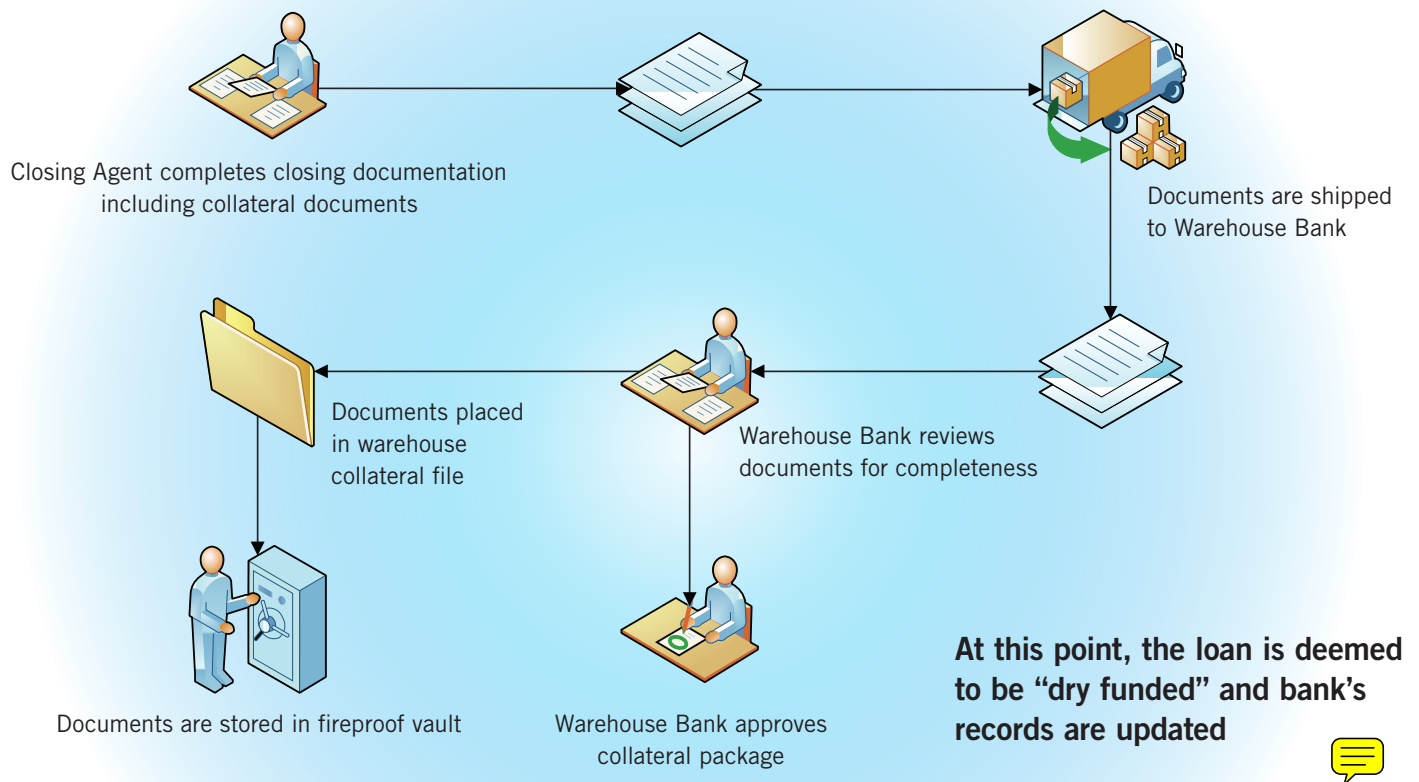 Closing Agent completes closing documentation
including collateral documents
Documents are shipped
to Warehouse Bank
Documents placed
in warehouse
collateral file
Warehouse Bank reviews
documents for completeness
Documents are stored in fireproof vault
Warehouse Bank approves
collateral package
At this point, the loan is deemed
to be “dry funded” and bank’s
records are updated